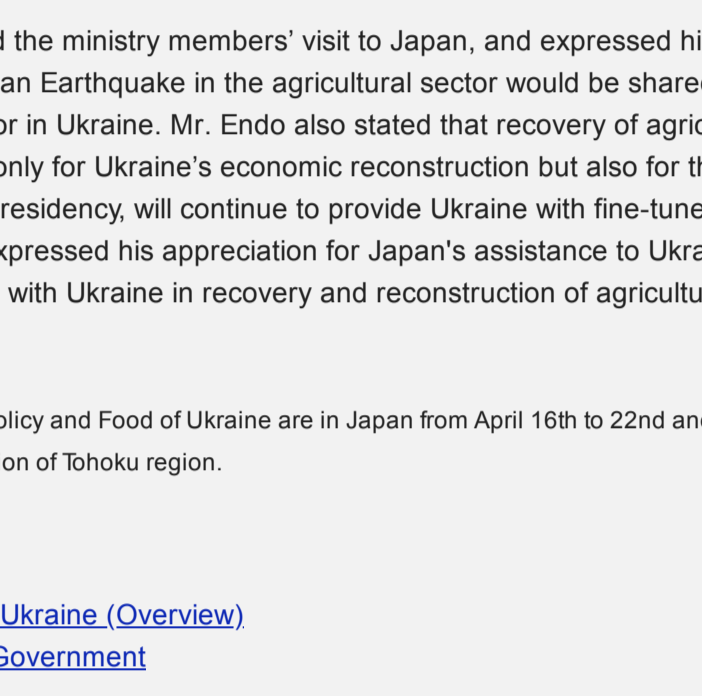 d the ministry members’ visit to Japan, and expressed hi
an Earthquake in the agricultural sector would be share
or in Ukraine. Mr. Endo also stated that recovery of agric
only for Ukraine’s economic reconstruction but also for th
residency, will continue to provide Ukraine with fine-tune
xpressed his appreciation for Japan's assistance to Ukra
with Ukraine in recovery and reconstruction of agricultu
olicy and Food of Ukraine are in Japan from April 16th to 22nd an
on of Tohoku region.
Ukraine (Overview)
Government